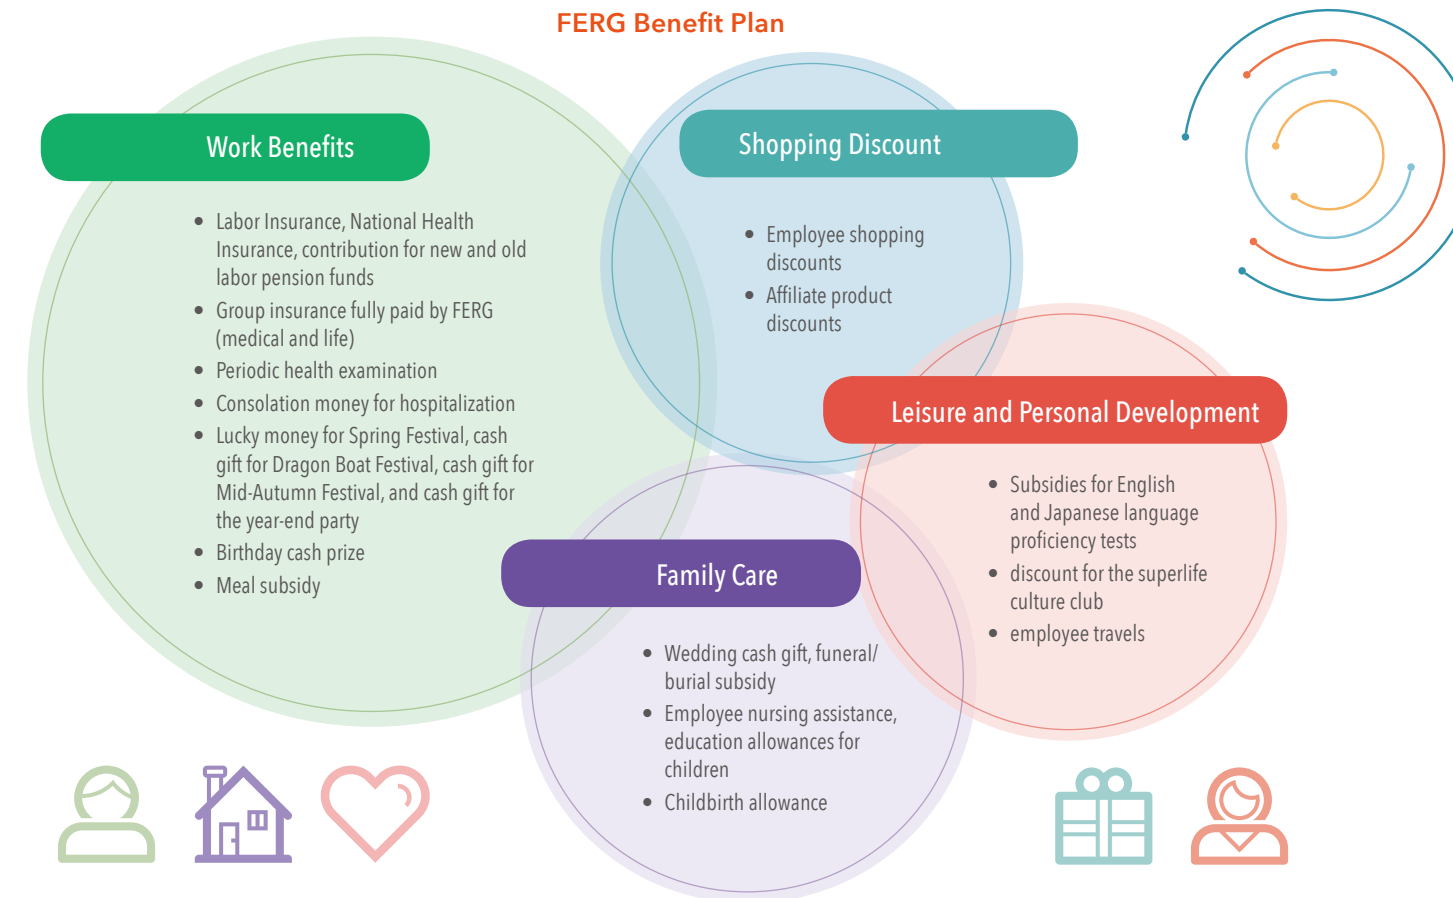 FERG Benefit Plan
Work Benefits
• Labor Insurance, National Health
Insurance, contribution for new and old
labor pension funds
• Group insurance fully paid by FERG
(medical and life)
• Periodic health examination
• Consolation money for hospitalization
• Lucky money for Spring Festival, cash
gift for Dragon Boat Festival, cash gift for
Mid-Autumn Festival, and cash gift for
the year-end party
• Birthday cash prize
• Meal subsidy
Shopping Discount
• Employee shopping
discounts
• Affiliate product
discounts
Leisure and Personal Development
• Subsidies for English
and Japanese language
proficiency tests
• discount for the superlife
culture club
• employee travels
Family Care
• Wedding cash gift, funeral/
burial subsidy
• Employee nursing assistance,
education allowances for
children
• Childbirth allowance